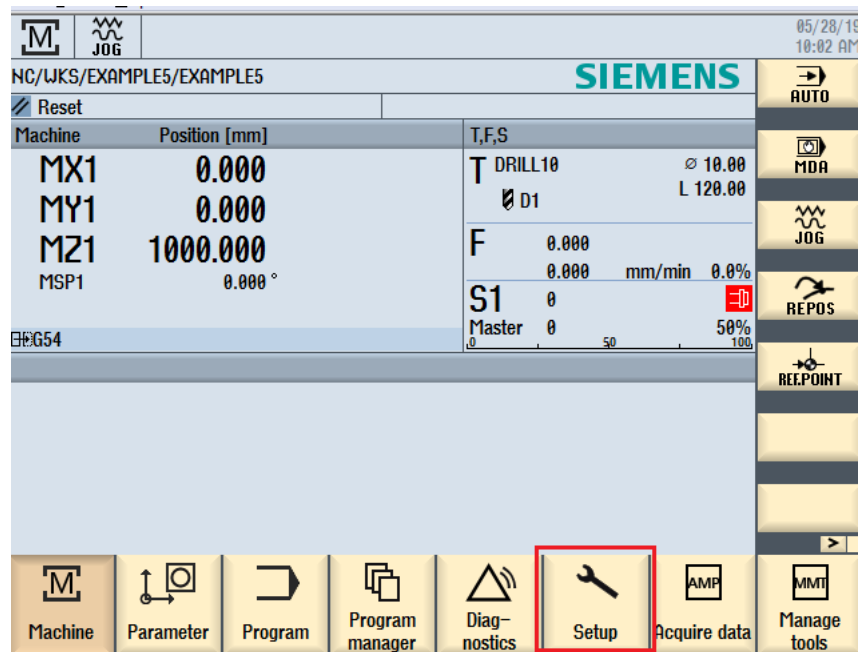 M
JOG
05/28/19
10:02 AM
NC/WKS/EXAMPLE5/EXAMPLE5
SIEMENS
Reset
Machine Position [mm]
T,F,S
MX1 0.000
MY1 0.000
MZ1 1000.000
MSP1 0.000 °
G54
T DRILL10 ⌀ 10.00
D1 L 120.00
F 0.000
0.000 mm/min 0.0%
S1 0
Master 0 50%
0 50 100
AUTO
MDA
JOG
REPOS
REF.POINT
>
M
Machine
Parameter
Program
Program
manager
Diag-
nostics
Setup
AMP
Acquire data
MMT
Manage
tools